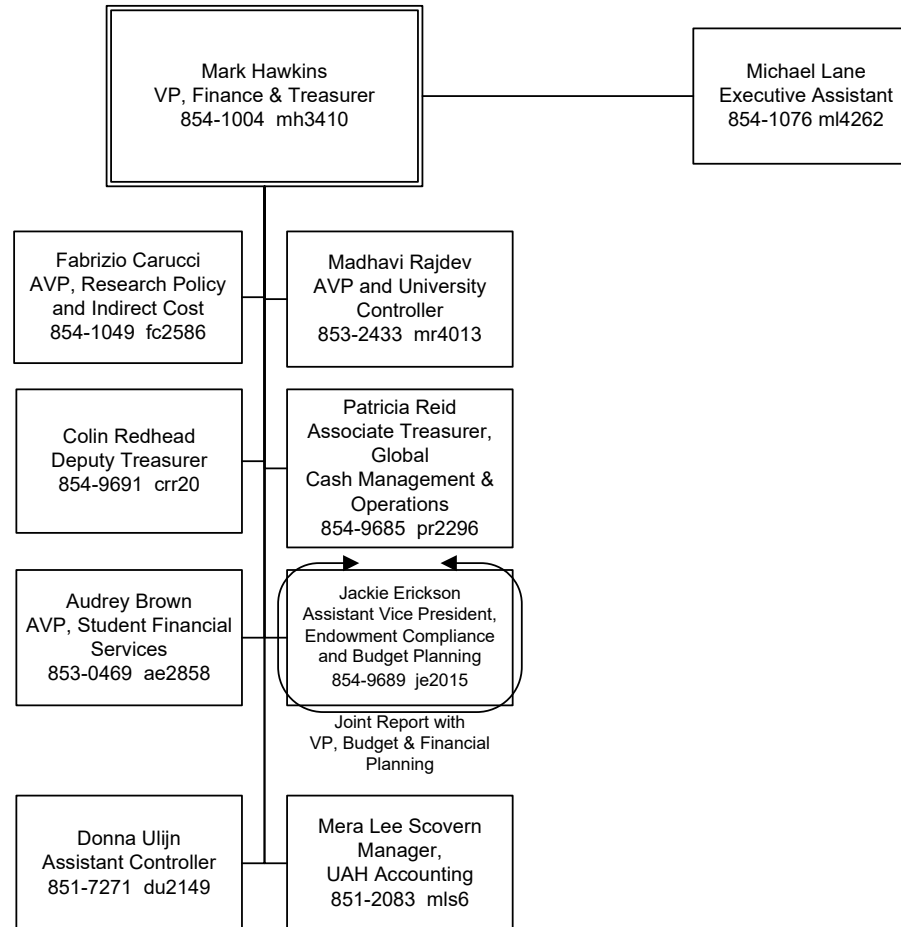 Mark Hawkins
VP, Finance & Treasurer
854-1004 mh3410
Michael Lane
Executive Assistant
854-1076 ml4262
Fabrizio Carucci
AVP, Research Policy
and Indirect Cost
854-1049 fc2586
Madhavi Rajdev
AVP and University
Controller
853-2433 mr4013
Colin Redhead
Deputy Treasurer
854-9691 crr20
Patricia Reid
Associate Treasurer,
Global
Cash Management &
Operations
854-9685 pr2296
Audrey Brown
AVP, Student Financial
Services
853-0469 ae2858
Jackie Erickson
Assistant Vice President,
Endowment Compliance
and Budget Planning
854-9689 je2015
Joint Report with
VP, Budget & Financial
Planning
Donna Ulijn
Assistant Controller
851-7271 du2149
Mera Lee Scovern
Manager,
UAH Accounting
851-2083 mls6